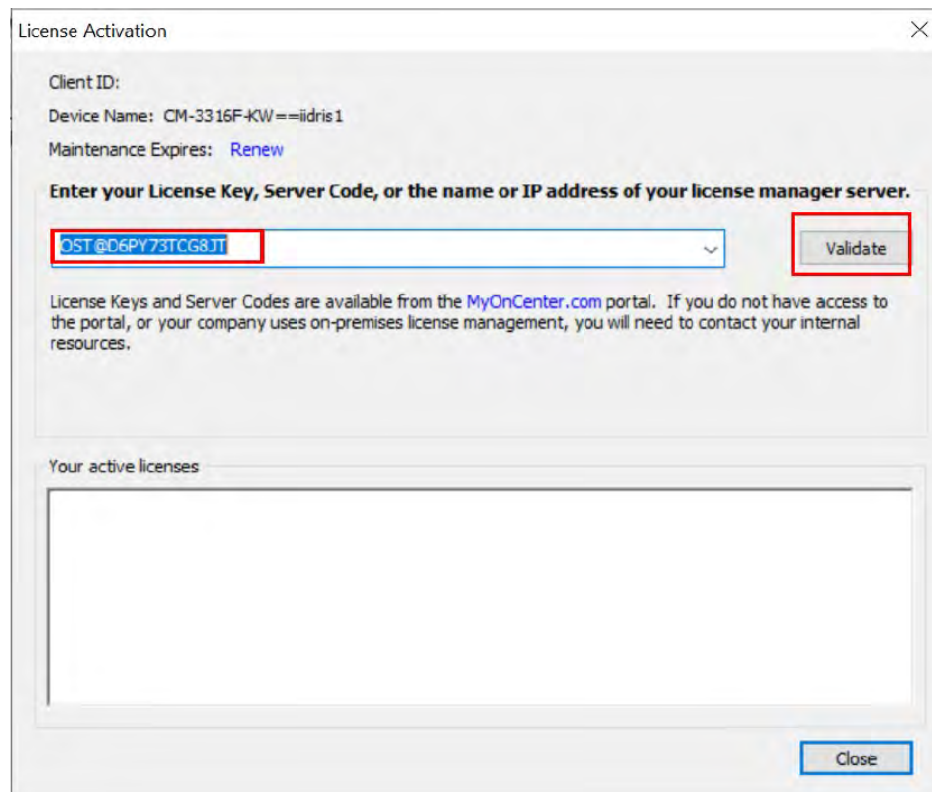 License Activation
Client ID:
Device Name: CM-3316F-KW==iidris1
Maintenance Expires: Renew
Enter your License Key, Server Code, or the name or IP address of your license manager server.
OST@D6PY73TCG8JT
Validate
License Keys and Server Codes are available from the MyOnCenter.com portal. If you do not have access to
the portal, or your company uses on-premises license management, you will need to contact your internal
resources.
Your active licenses
Close